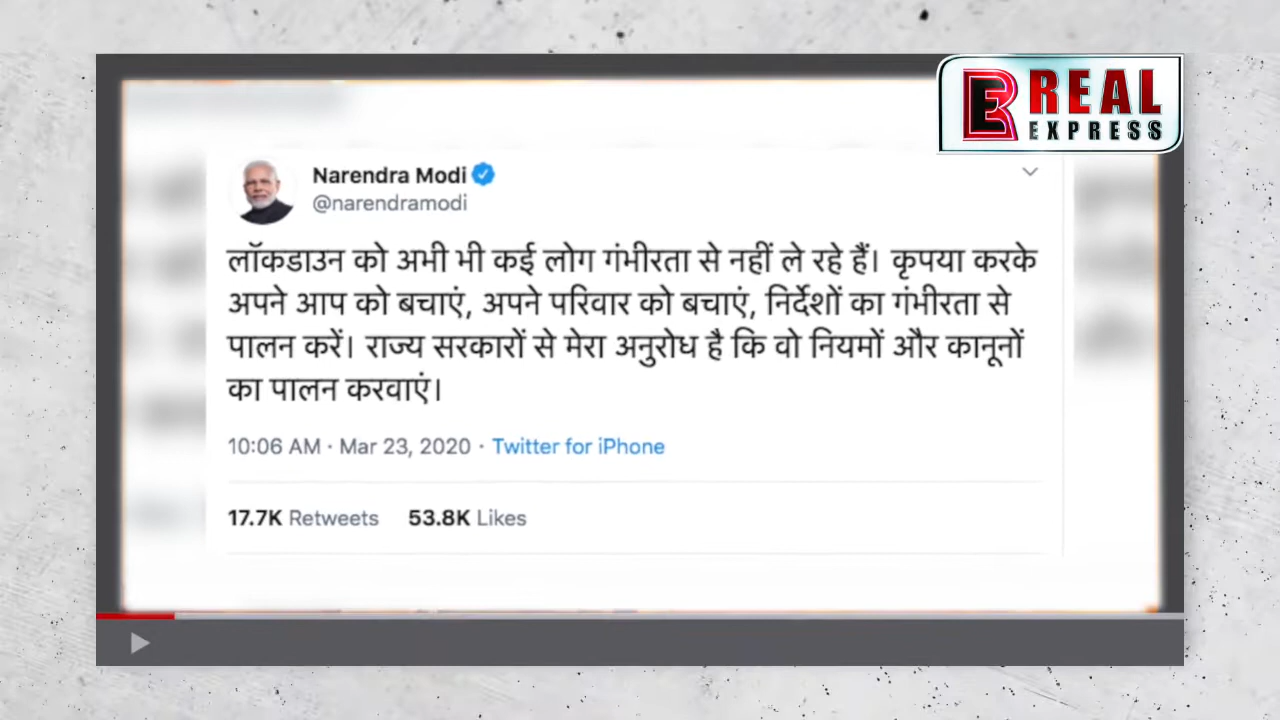 REAL
EXPRESS
Narendra Modi
@narendramodi
लॉकडाउन को अभी भी कई लोग गंभीरता से नहीं ले रहे हैं। कृपया करके
अपने आप को बचाएं, अपने परिवार को बचाएं, निर्देशों का गंभीरता से
पालन करें। राज्य सरकारों से मेरा अनुरोध है कि वो नियमों और कानूनों
का पालन करवाएं।
10:06 AM · Mar 23, 2020 · Twitter for iPhone
17.7K Retweets 53.8K Likes